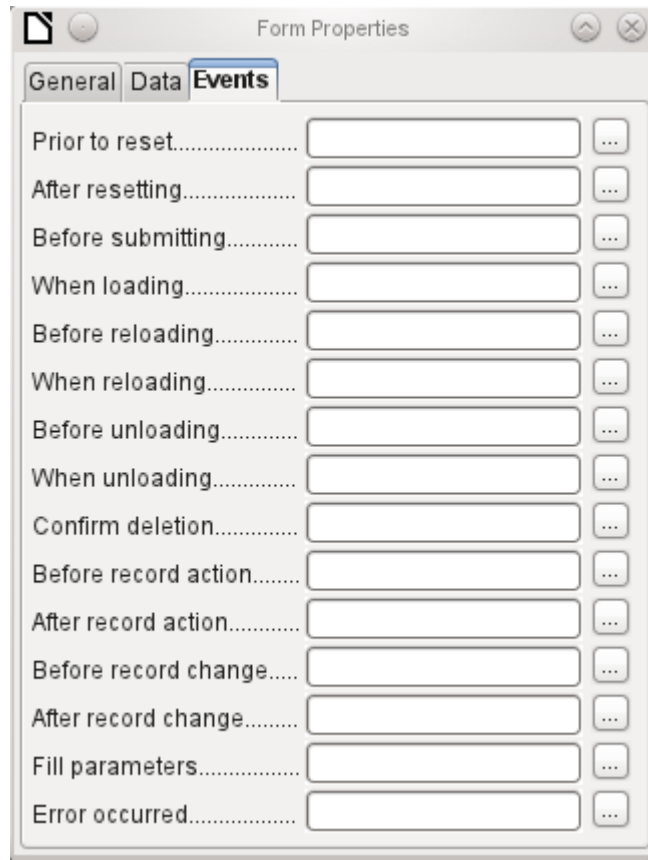 Form Properties
General Data Events
Prior to reset.................... ...
After resetting.................... ...
Before submitting............ ...
When loading................... ...
Before reloading............. ...
When reloading............... ...
Before unloading............. ...
When unloading.............. ...
Confirm deletion............. ...
Before record action........ ...
After record action............ ...
Before record change..... ...
After record change......... ...
Fill parameters................. ...
Error occurred.................. ...